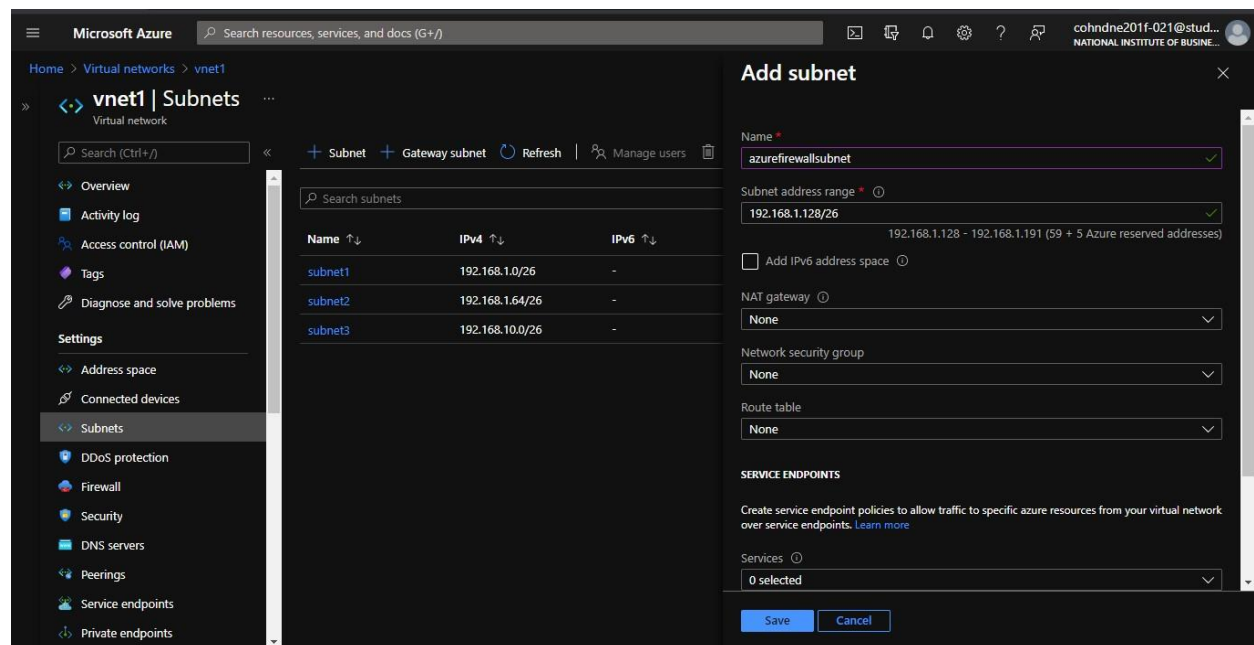 Microsoft Azure
Search resources, services, and docs (G+/)
cohndne201f-021@stud...
NATIONAL INSTITUTE OF BUSINE...
Home > Virtual networks > vnet1
vnet1 | Subnets ...
Virtual network
Search (Ctrl+/)
Overview
Activity log
Access control (IAM)
Tags
Diagnose and solve problems
Settings
Address space
Connected devices
Subnets
DDoS protection
Firewall
Security
DNS servers
Peerings
Service endpoints
Private endpoints
+ Subnet + Gateway subnet Refresh | Manage users
Search subnets
Name ↑↓ IPv4 ↑↓ IPv6 ↑↓
subnet1 192.168.1.0/26 -
subnet2 192.168.1.64/26 -
subnet3 192.168.10.0/26 -
Add subnet
Name *
azurefirewallsubnet
Subnet address range *
192.168.1.128/26
192.168.1.128 - 192.168.1.191 (59 + 5 Azure reserved addresses)
Add IPv6 address space
NAT gateway
None
Network security group
None
Route table
None
SERVICE ENDPOINTS
Create service endpoint policies to allow traffic to specific azure resources from your virtual network
over service endpoints. Learn more
Services
0 selected
Save Cancel